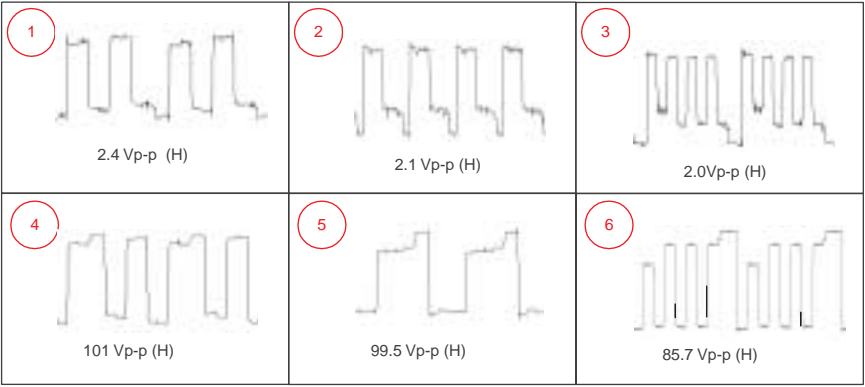 1
2
3
2.4 Vp-p (H)
2.1 Vp-p (H)
2.0Vp-p (H)
4
5
6
101 Vp-p (H)
99.5 Vp-p (H)
85.7 Vp-p (H)